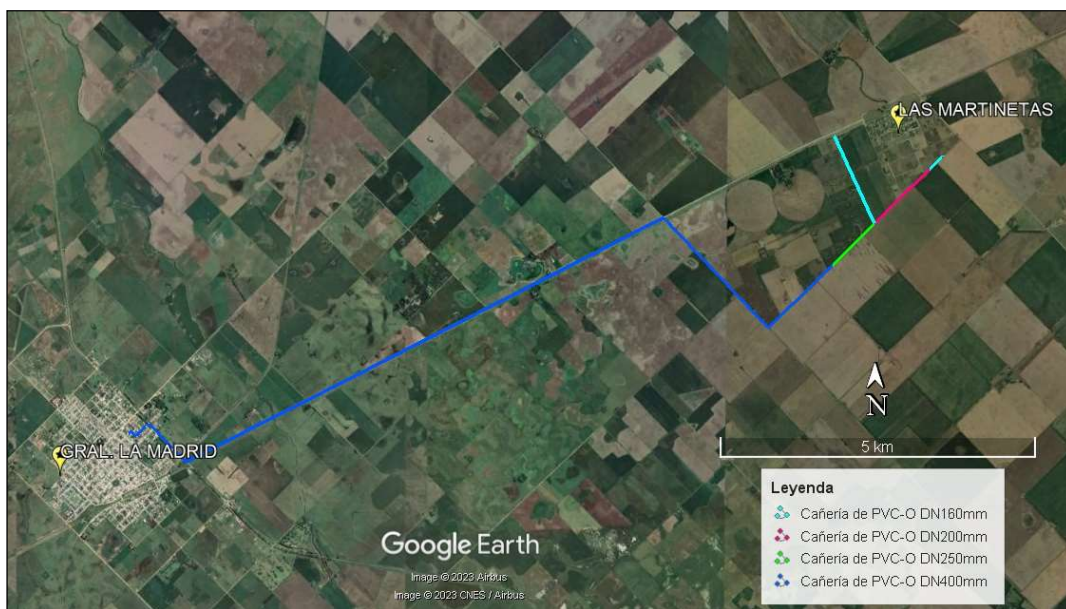 LAS MARTINETAS
GRAL. LA MADRID
N
5 km
Leyenda
Cañería de PVC-O DN160mm
Cañería de PVC-O DN200mm
Cañería de PVC-O DN250mm
Cañería de PVC-O DN400mm
Google Earth
Image © 2023 Airbus
Image © 2023 CNES / Airbus